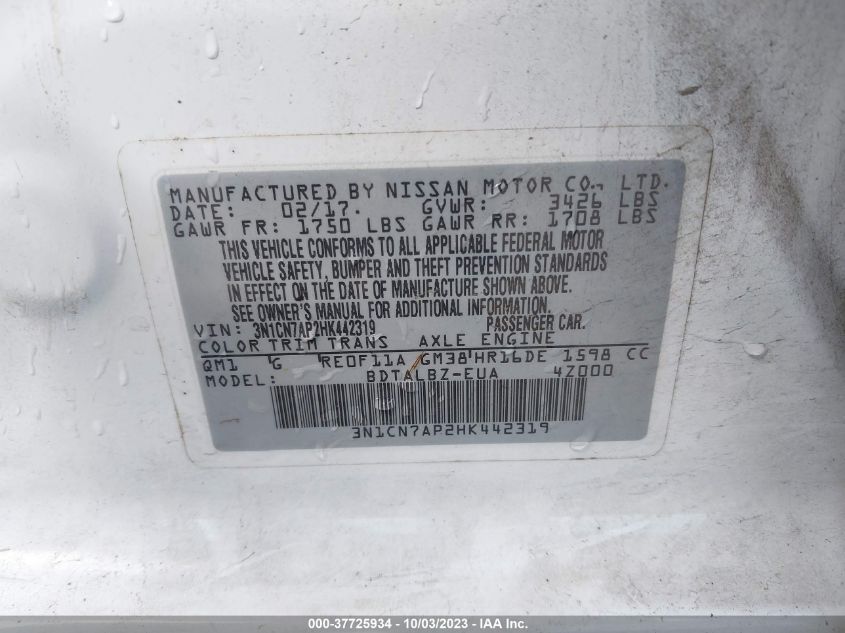 MANUFACTURED BY NISSAN MOTOR CO., LTD.
DATE: 02/17. GVWR: 3426 LBS
GAWR FR: 1750 LBS GAWR RR: 1708 LBS
THIS VEHICLE CONFORMS TO ALL APPLICABLE FEDERAL MOTOR
VEHICLE SAFETY, BUMPER AND THEFT PREVENTION STANDARDS
IN EFFECT ON THE DATE OF MANUFACTURE SHOWN ABOVE.
SEE OWNER'S MANUAL FOR ADDITIONAL INFORMATION.
VIN: 3N1CN7AP2HK442319 PASSENGER CAR.
COLOR TRIM TRANS AXLE ENGINE
QM1 G RE0F11A GM38 HR16DE 1598 CC
MODEL: BDTALBZ-EUA 4Z000
3N1CN7AP2HK442319
000-37725934 - 10/03/2023 - IAA Inc.